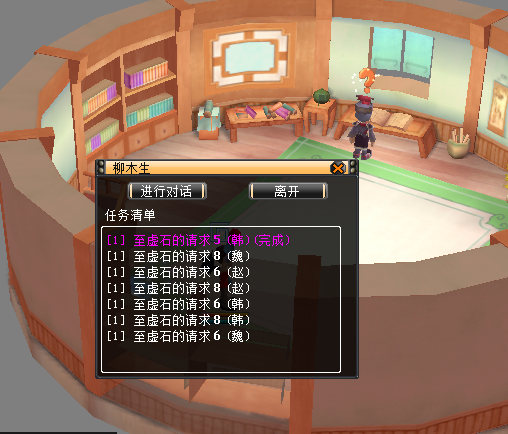 柳木生
进行对话 离开
任务清单
[1] 至虚石的请求5(韩)(完成)
[1] 至虚石的请求8(魏)
[1] 至虚石的请求6(赵)
[1] 至虚石的请求8(赵)
[1] 至虚石的请求6(韩)
[1] 至虚石的请求8(韩)
[1] 至虚石的请求6(魏)